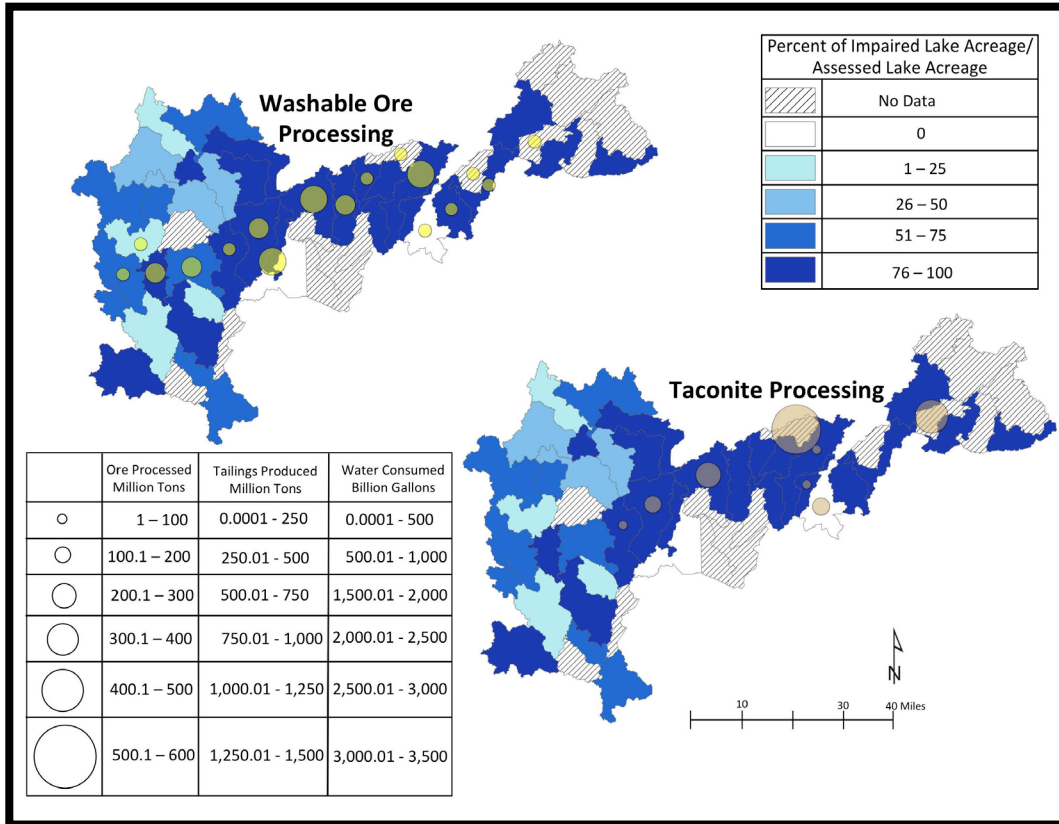 Washable Ore
Processing
Percent of Impaired Lake Acreage/
Assessed Lake Acreage
No Data
0
1 – 25
26 – 50
51 – 75
76 – 100
Taconite Processing
Ore Processed Million Tons
Tailings Produced Million Tons
Water Consumed Billion Gallons
1 – 100 0.0001 - 250 0.0001 - 500
100.1 – 200 250.01 - 500 500.01 - 1,000
200.1 – 300 500.01 - 750 1,500.01 - 2,000
300.1 – 400 750.01 - 1,000 2,000.01 - 2,500
400.1 – 500 1,000.01 - 1,250 2,500.01 - 3,000
500.1 – 600 1,250.01 - 1,500 3,000.01 - 3,500
N
10 30 40 Miles